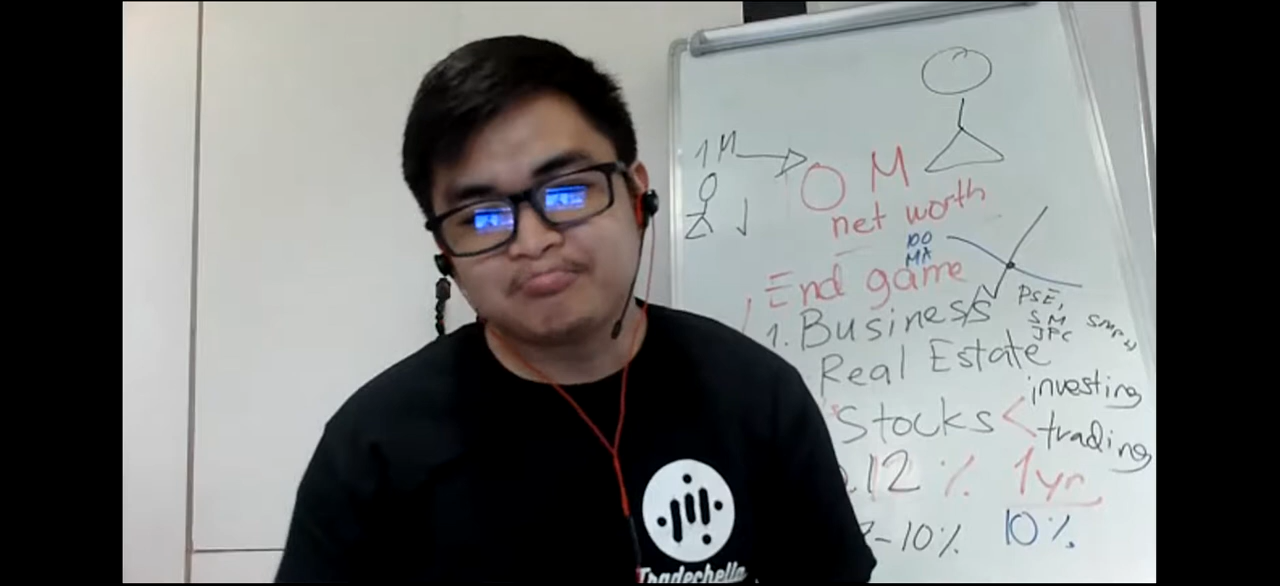 1M
O M
net worth
100
MA
End game
PSE,
SM
JFC
1. Business
Real Estate
Stocks
investing
trading
.12 %
1yr
-10%
10%
Tradechella